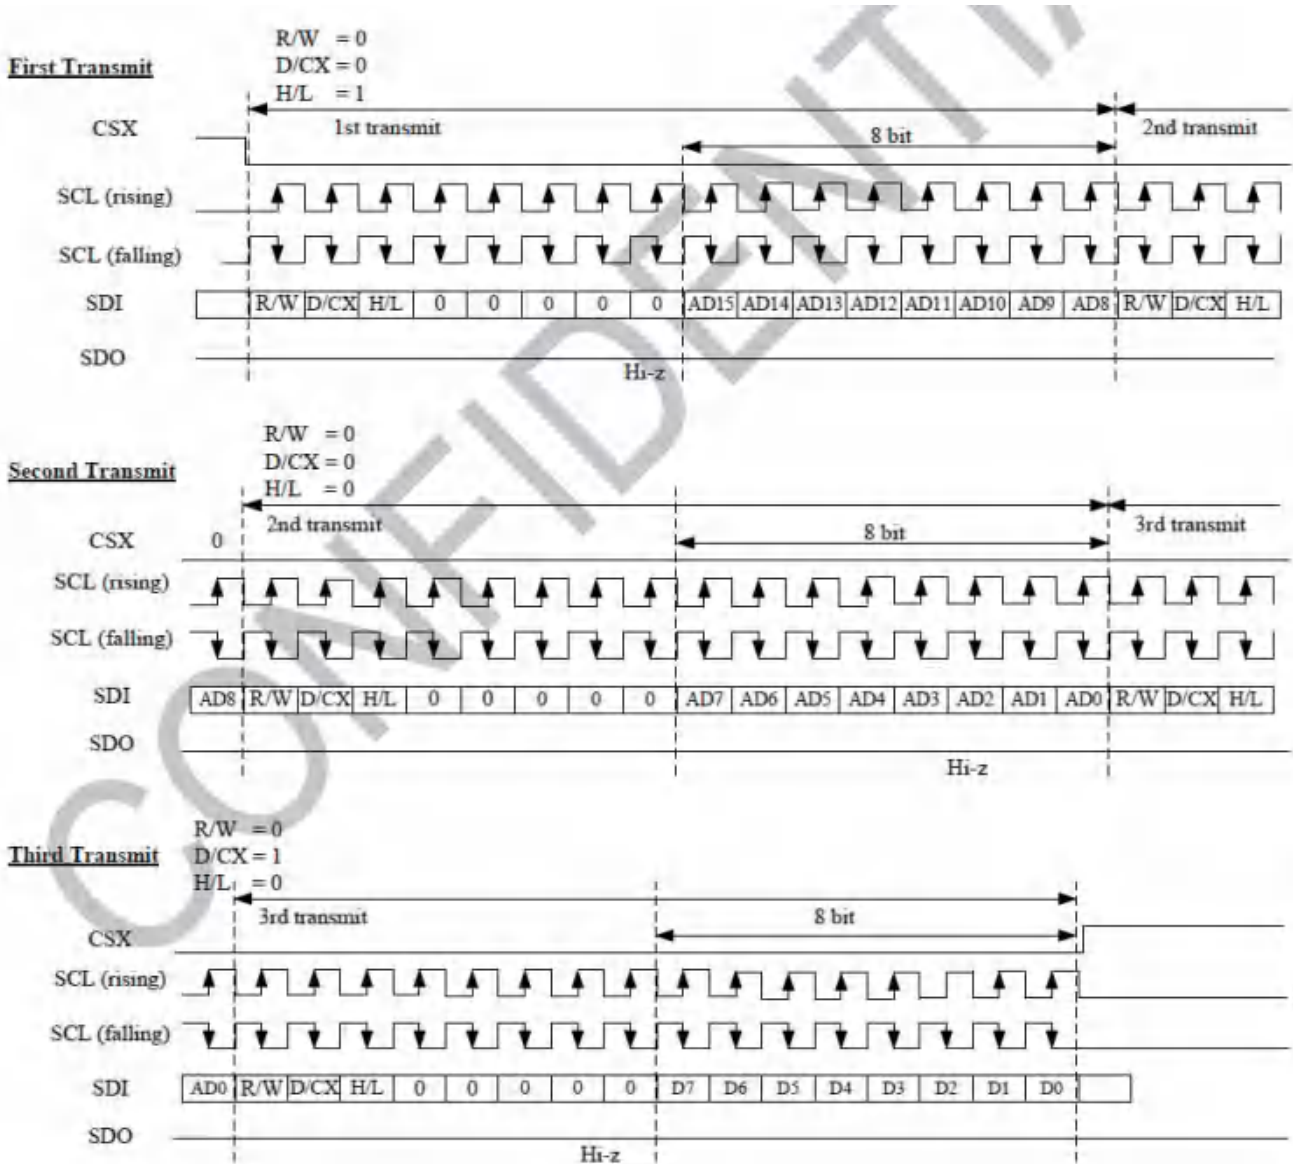 R/W = 0
First Transmit
D/CX = 0
H/L = 1
CSX
1st transmit
8 bit
2nd transmit
SCL (rising)
SCL (falling)
SDI R/W D/CX H/L 0 0 0 0 0 AD15 AD14 AD13 AD12 AD11 AD10 AD9 AD8 R/W D/CX H/L
SDO
Hi-z
R/W = 0
Second Transmit
D/CX = 0
H/L = 0
2nd transmit
8 bit
3rd transmit
CSX 0
SCL (rising)
SCL (falling)
SDI AD8 R/W D/CX H/L 0 0 0 0 0 AD7 AD6 AD5 AD4 AD3 AD2 AD1 AD0 R/W D/CX H/L
SDO
Hi-z
R/W = 0
Third Transmit
D/CX = 1
H/L = 0
3rd transmit
8 bit
CSX
SCL (rising)
SCL (falling)
SDI AD0 R/W D/CX H/L 0 0 0 0 0 D7 D6 D5 D4 D3 D2 D1 D0
SDO
Hi-z
CONFIDENTIA